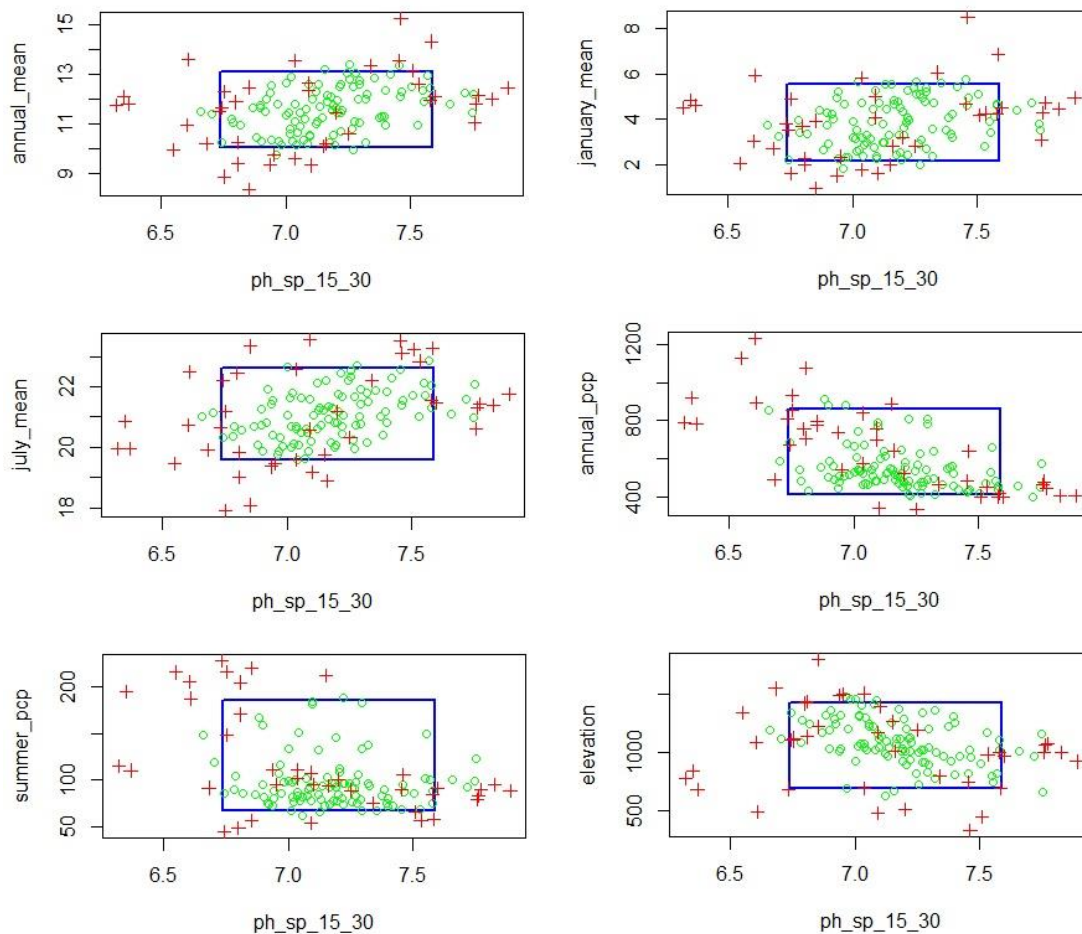 annual_mean
15
13
11
9
6.5 7.0 7.5
ph_sp_15_30
january_mean
8
6
4
2
6.5 7.0 7.5
ph_sp_15_30
july_mean
22
20
18
6.5 7.0 7.5
ph_sp_15_30
annual_pcp
1200
800
400
6.5 7.0 7.5
ph_sp_15_30
summer_pcp
200
100
50
6.5 7.0 7.5
ph_sp_15_30
elevation
1000
500
6.5 7.0 7.5
ph_sp_15_30